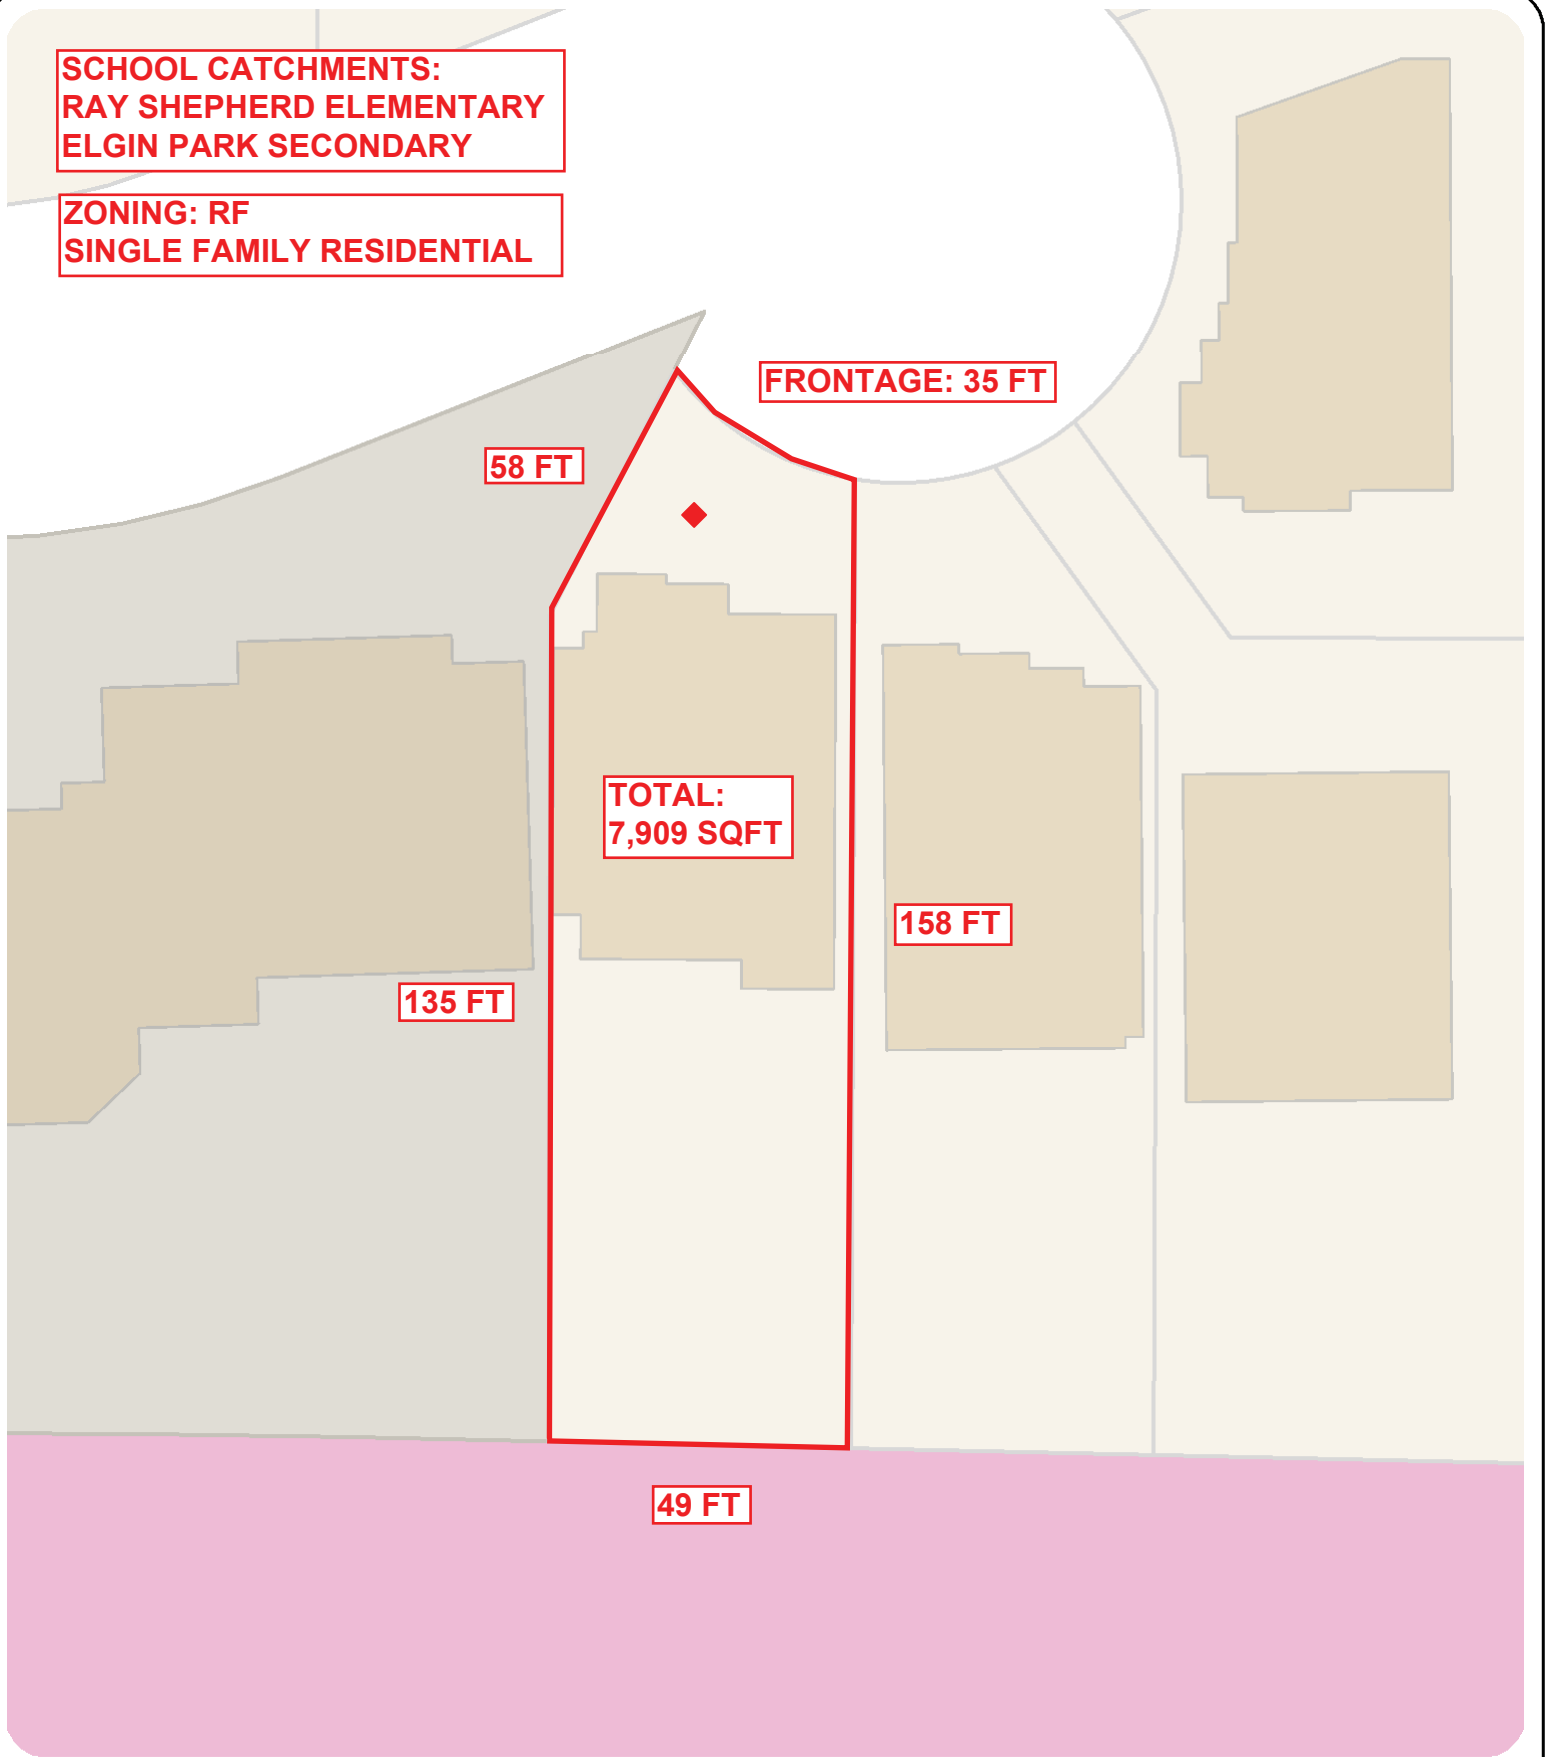 SCHOOL CATCHMENTS:
RAY SHEPHERD ELEMENTARY
ELGIN PARK SECONDARY
ZONING: RF
SINGLE FAMILY RESIDENTIAL
FRONTAGE: 35 FT
58 FT
TOTAL:
7,909 SQFT
158 FT
135 FT
49 FT